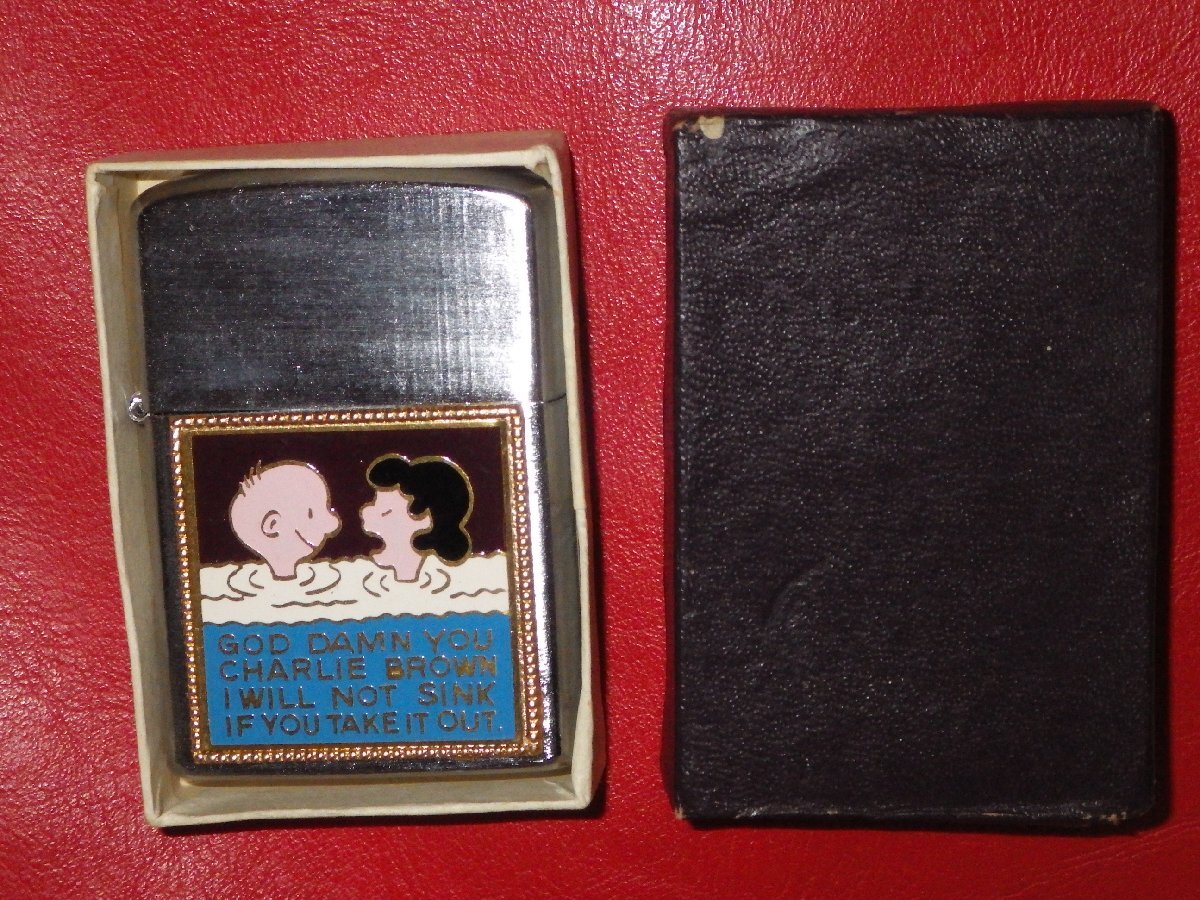 GOD DAMN YOU
CHARLIE BROWN
I WILL NOT SINK
IF YOU TAKE IT OUT.